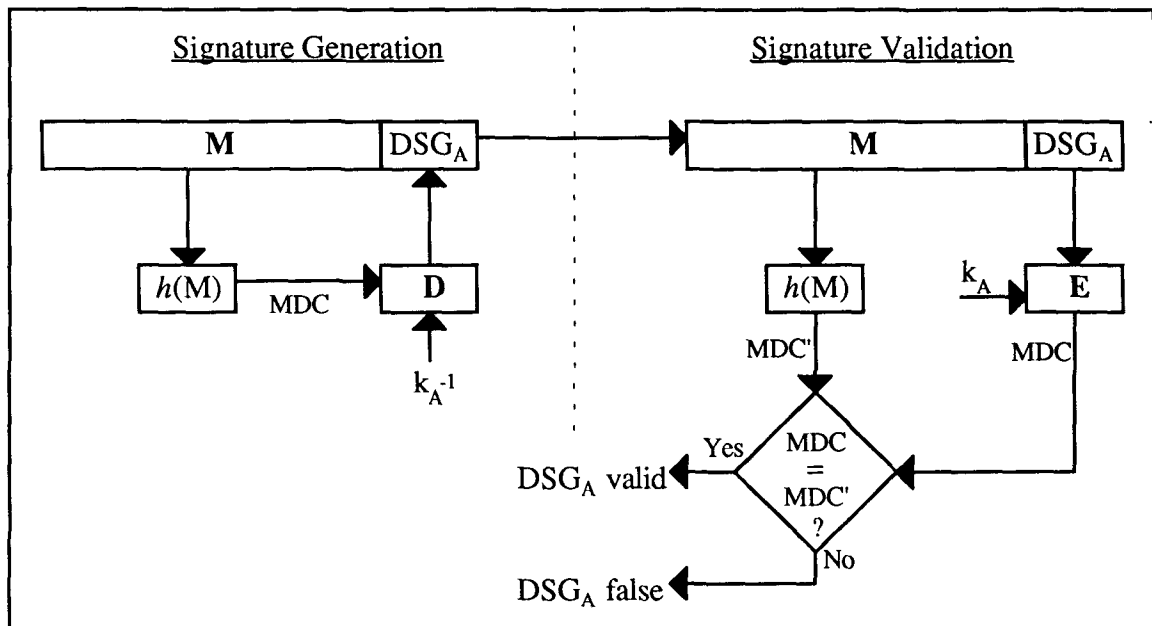 Signature Generation
Signature Validation
M DSG_A
M DSG_A
h(M)
MDC
D
k_A^-1
h(M)
k_A
E
MDC'
MDC
Yes
MDC
=
MDC'
?
DSG_A valid
No
DSG_A false